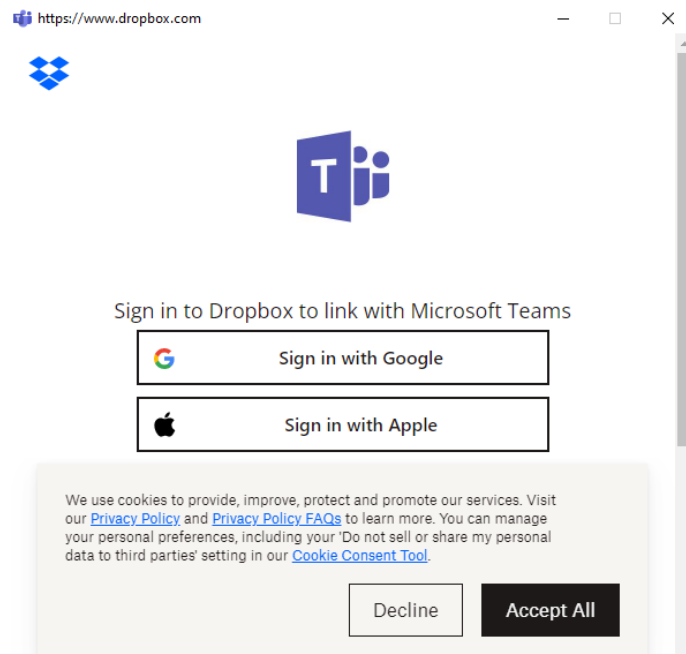 https://www.dropbox.com
T
Sign in to Dropbox to link with Microsoft Teams
Sign in with Google
Sign in with Apple
We use cookies to provide, improve, protect and promote our services. Visit
our Privacy Policy and Privacy Policy FAQs to learn more. You can manage
your personal preferences, including your 'Do not sell or share my personal
data to third parties' setting in our Cookie Consent Tool.
Decline
Accept All